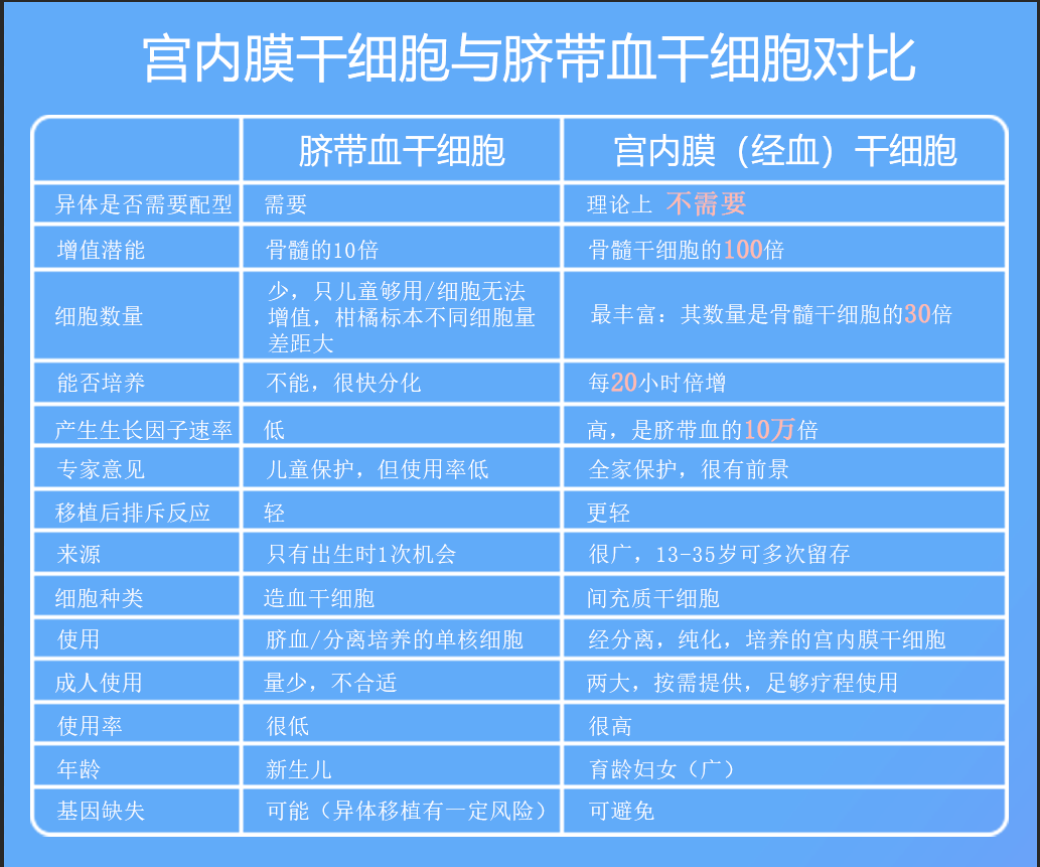 宫内膜干细胞与脐带血干细胞对比
脐带血干细胞 宫内膜（经血）干细胞
异体是否需要配型 需要 理论上 不需要
增值潜能 骨髓的10倍 骨髓干细胞的100倍
细胞数量 少，只儿童够用/细胞无法
增值，柑橘标本不同细胞量
差距大 最丰富：其数量是骨髓干细胞的30倍
能否培养 不能，很快分化 每20小时倍增
产生生长因子速率 低 高，是脐带血的10万倍
专家意见 儿童保护，但使用率低 全家保护，很有前景
移植后排斥反应 轻 更轻
来源 只有出生时1次机会 很广，13-35岁可多次留存
细胞种类 造血干细胞 间充质干细胞
使用 脐血/分离培养的单核细胞 经分离，纯化，培养的宫内膜干细胞
成人使用 量少，不合适 两大，按需提供，足够疗程使用
使用率 很低 很高
年龄 新生儿 育龄妇女（广）
基因缺失 可能（异体移植有一定风险） 可避免